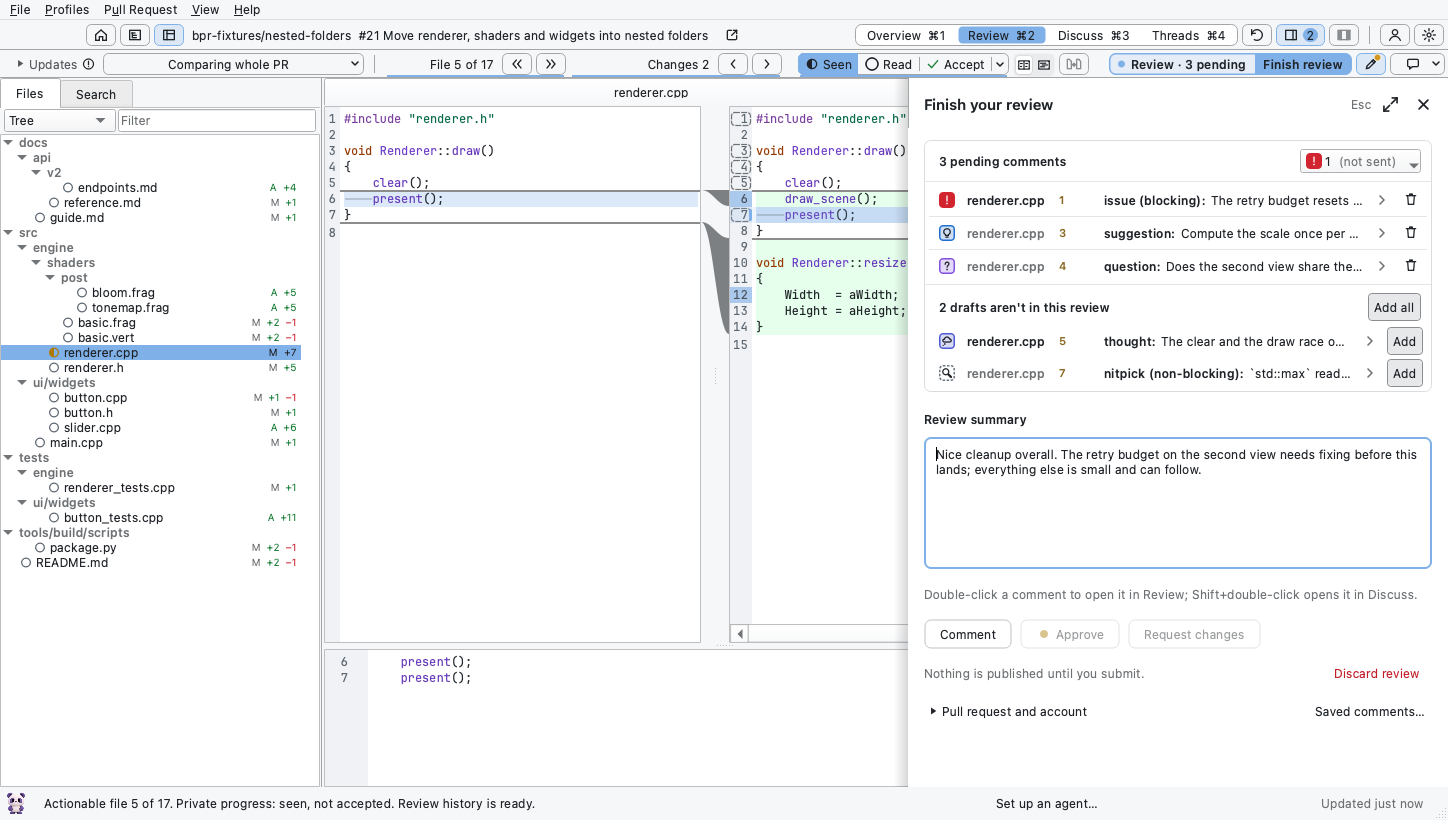 File Profiles Pull Request View Help
bpr-fixtures/nested-folders #21 Move renderer, shaders and widgets into nested folders
Overview ⌘1 Review ⌘2 Discuss ⌘3 Threads ⌘4 2
Updates Comparing whole PR File 5 of 17 Changes 2 Seen Read Accept Review · 3 pending Finish review
Files Search
Tree Filter
docs
api
v2
endpoints.md A +4
reference.md M +1
guide.md M +1
src
engine
shaders
post
bloom.frag A +5
tonemap.frag A +5
basic.frag M +2 −1
basic.vert M +2 −1
renderer.cpp M +7
renderer.h M +5
ui/widgets
button.cpp M +1 −1
button.h M +1
slider.cpp A +6
main.cpp M +1
tests
engine
renderer_tests.cpp M +1
ui/widgets
button_tests.cpp A +11
tools/build/scripts
package.py M +2 −1
README.md M +2 −1
renderer.cpp
1 #include "renderer.h"
2
3 void Renderer::draw()
4 {
5 clear();
6 present();
7 }
8
1 #include "renderer.h"
2
3 void Renderer::draw()
4 {
5 clear();
6 draw_scene();
7 present();
8 }
9
10 void Renderer::resize
11 {
12 Width = aWidth;
13 Height = aHeight;
14 }
15
6 present();
7 present();
Finish your review Esc
3 pending comments ! 1 (not sent)
! renderer.cpp 1 issue (blocking): The retry budget resets ...
renderer.cpp 3 suggestion: Compute the scale once per ...
? renderer.cpp 4 question: Does the second view share the...
2 drafts aren't in this review Add all
renderer.cpp 5 thought: The clear and the draw race o... Add
renderer.cpp 7 nitpick (non-blocking): `std::max` read... Add
Review summary
Nice cleanup overall. The retry budget on the second view needs fixing before this
lands; everything else is small and can follow.
Double-click a comment to open it in Review; Shift+double-click opens it in Discuss.
Comment Approve Request changes
Nothing is published until you submit. Discard review
Pull request and account Saved comments...
Actionable file 5 of 17. Private progress: seen, not accepted. Review history is ready. Set up an agent... Updated just now